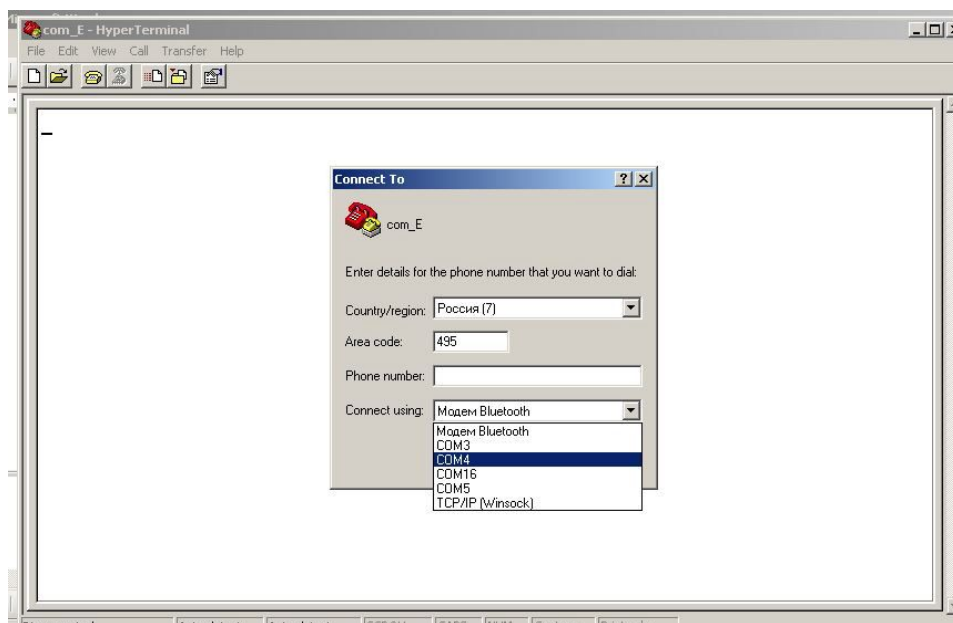 com_E - HyperTerminal
File Edit View Call Transfer Help
Connect To
com_E
Enter details for the phone number that you want to dial:
Country/region: Россия (7)
Area code: 495
Phone number:
Connect using: Модем Bluetooth
Модем Bluetooth
COM3
COM4
COM16
COM5
TCP/IP (Winsock)